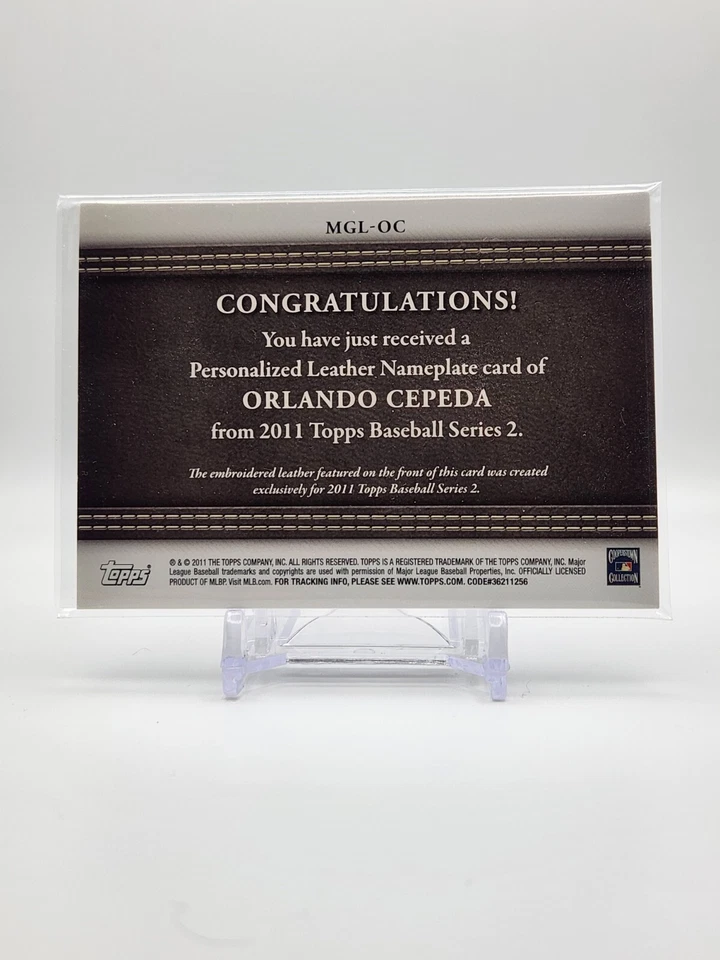 MGL-OC
CONGRATULATIONS!
You have just received a
Personalized Leather Nameplate card of
ORLANDO CEPEDA
from 2011 Topps Baseball Series 2.
The embroidered leather featured on the front of this card was created
exclusively for 2011 Topps Baseball Series 2.
Topps
® & © 2011 THE TOPPS COMPANY, INC. ALL RIGHTS RESERVED. TOPPS IS A REGISTERED TRADEMARK OF THE TOPPS COMPANY, INC. Major
League Baseball trademarks and copyrights are used with permission of Major League Baseball Properties, Inc. OFFICIALLY LICENSED
PRODUCT OF MLBP. Visit MLB.com. FOR TRACKING INFO, PLEASE SEE WWW.TOPPS.COM. CODE#36211256
COOPERSTOWN
COLLECTION